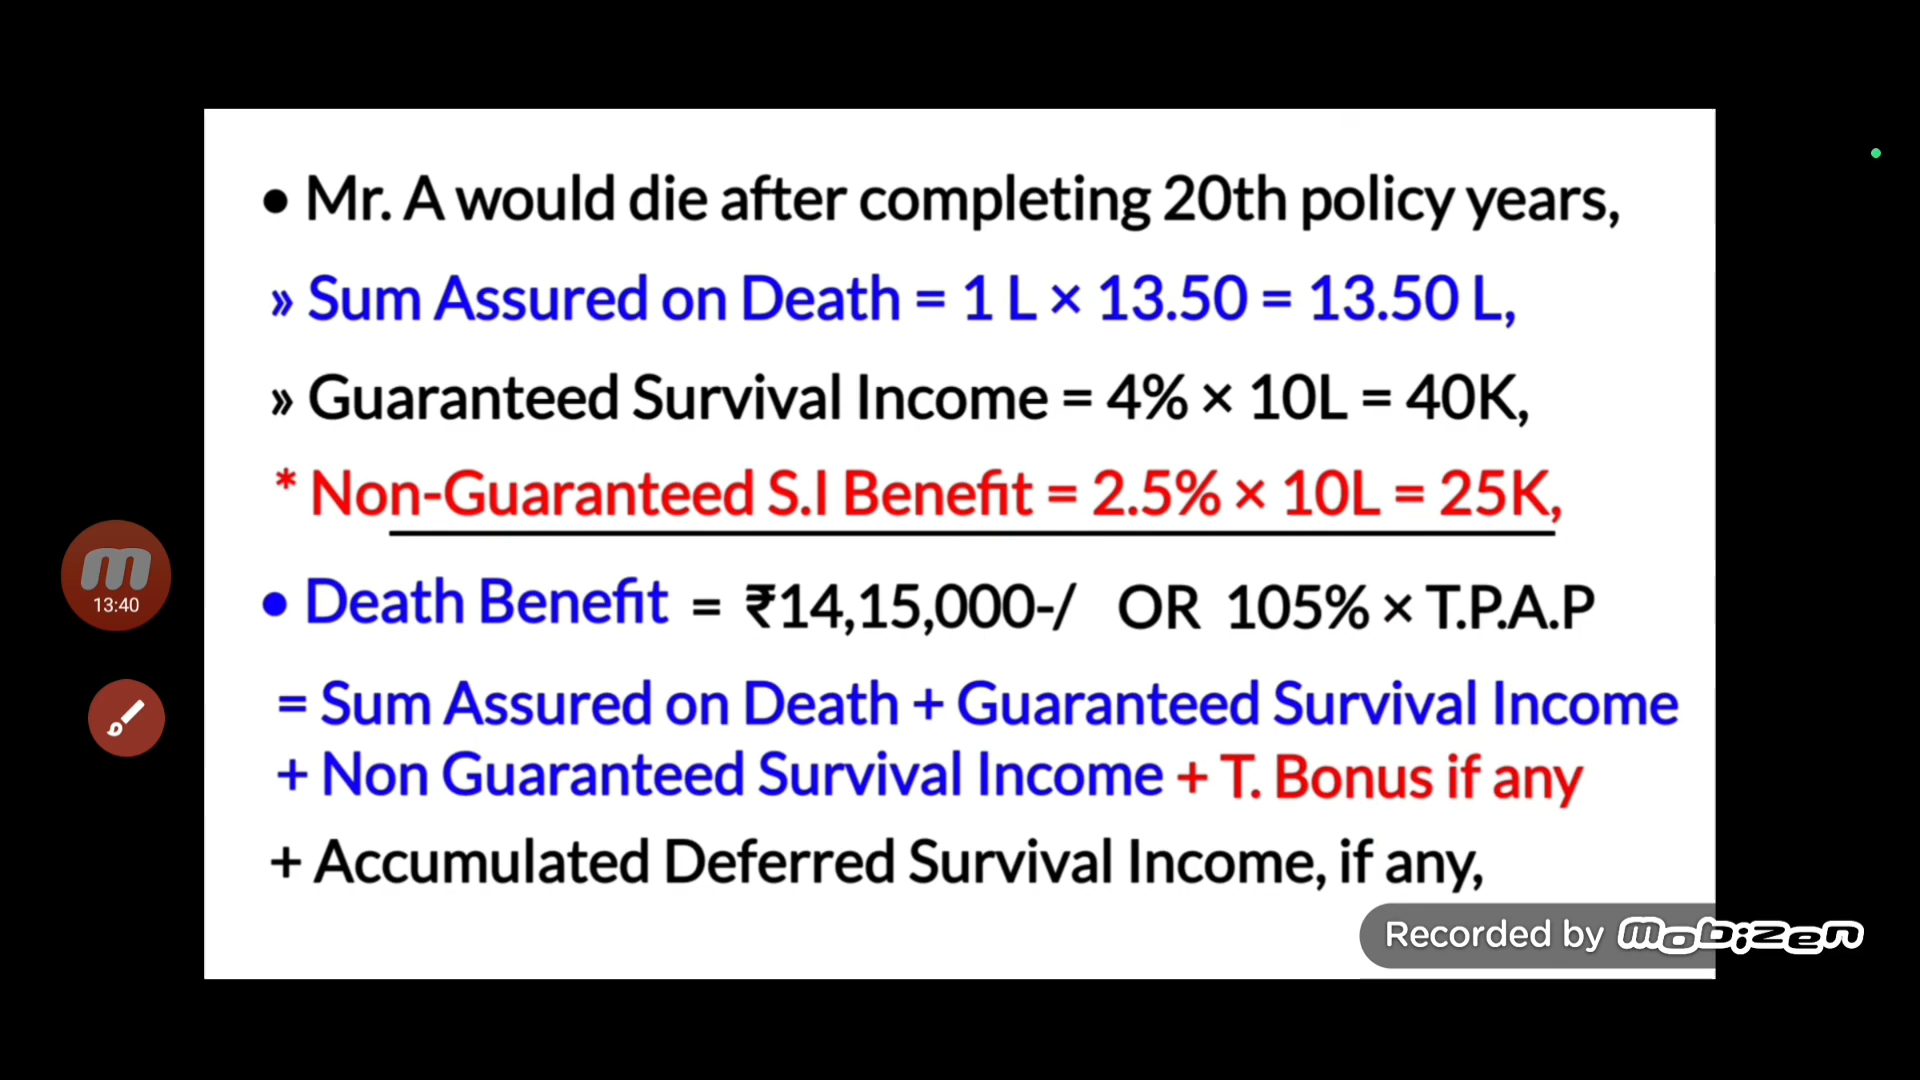 • Mr. A would die after completing 20th policy years,
» Sum Assured on Death = 1 L × 13.50 = 13.50 L,
» Guaranteed Survival Income = 4% × 10L = 40K,
* Non-Guaranteed S.I Benefit = 2.5% × 10L = 25K,
• Death Benefit = ₹14,15,000-/ OR 105% × T.P.A.P
= Sum Assured on Death + Guaranteed Survival Income
+ Non Guaranteed Survival Income + T. Bonus if any
+ Accumulated Deferred Survival Income, if any,
m
13:40
Recorded by mobizen